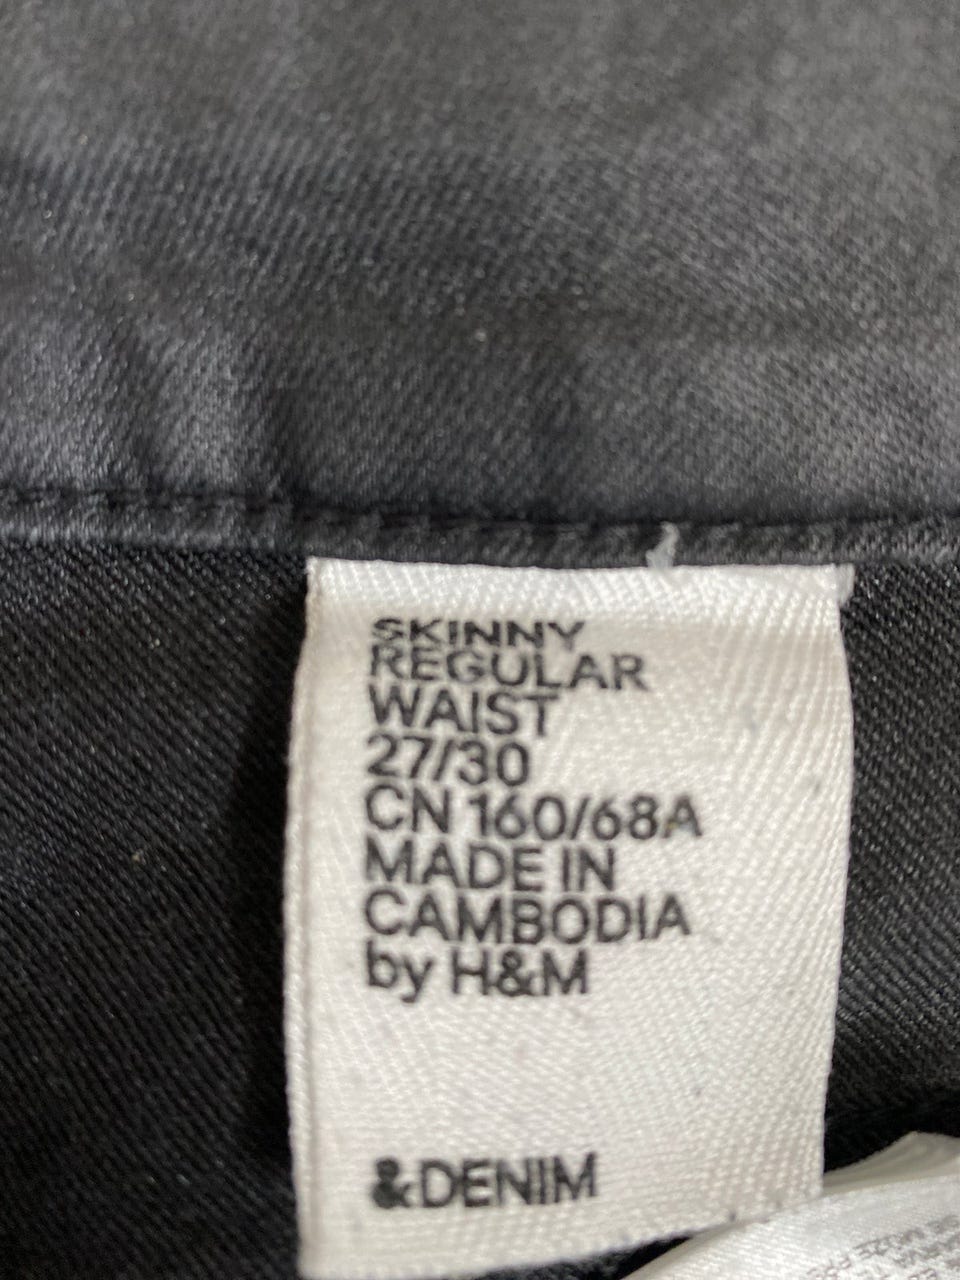 SKINNY
REGULAR
WAIST
27/30
CN 160/68A
MADE IN
CAMBODIA
by H&M
&DENIM